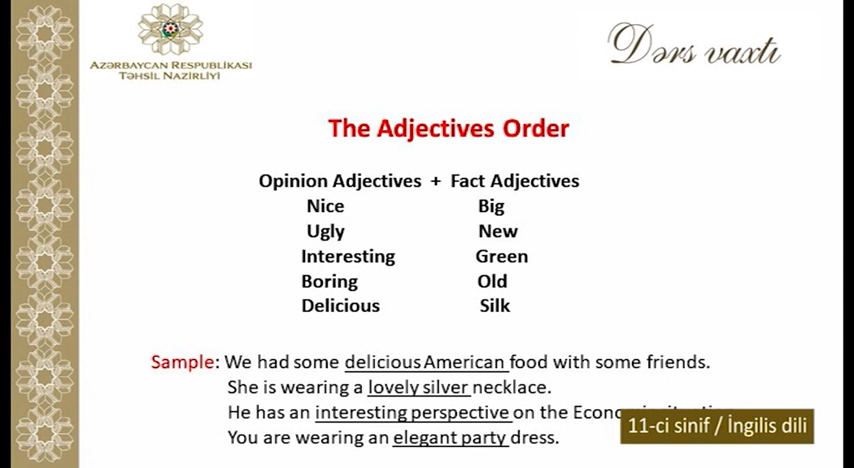 AZƏRBAYCAN RESPUBLİKASI
TƏHSİL NAZİRLİYİ
Dərs vaxtı
The Adjectives Order
Opinion Adjectives + Fact Adjectives
Nice Big
Ugly New
Interesting Green
Boring Old
Delicious Silk
Sample: We had some delicious American food with some friends.
She is wearing a lovely silver necklace.
He has an interesting perspective on the
You are wearing an elegant party dress.
11-ci sinif / İngilis dili